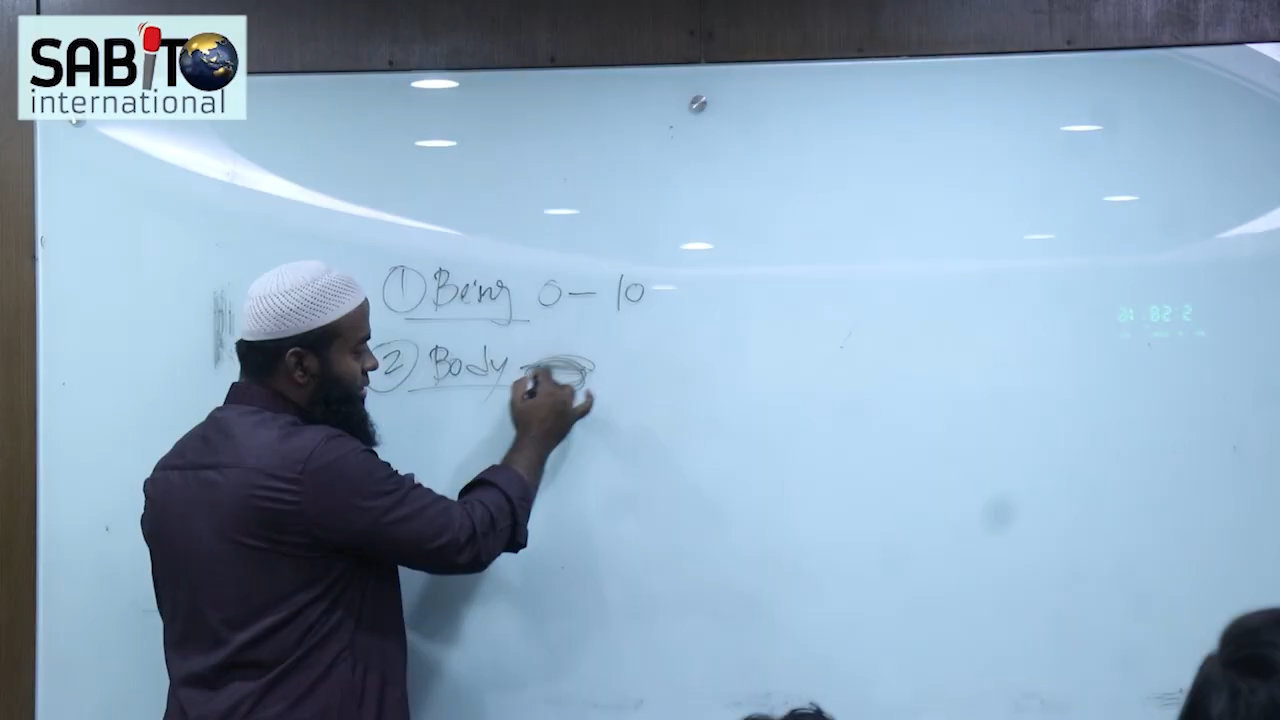 SABiTO
international
① Being 0 - 10
② Body